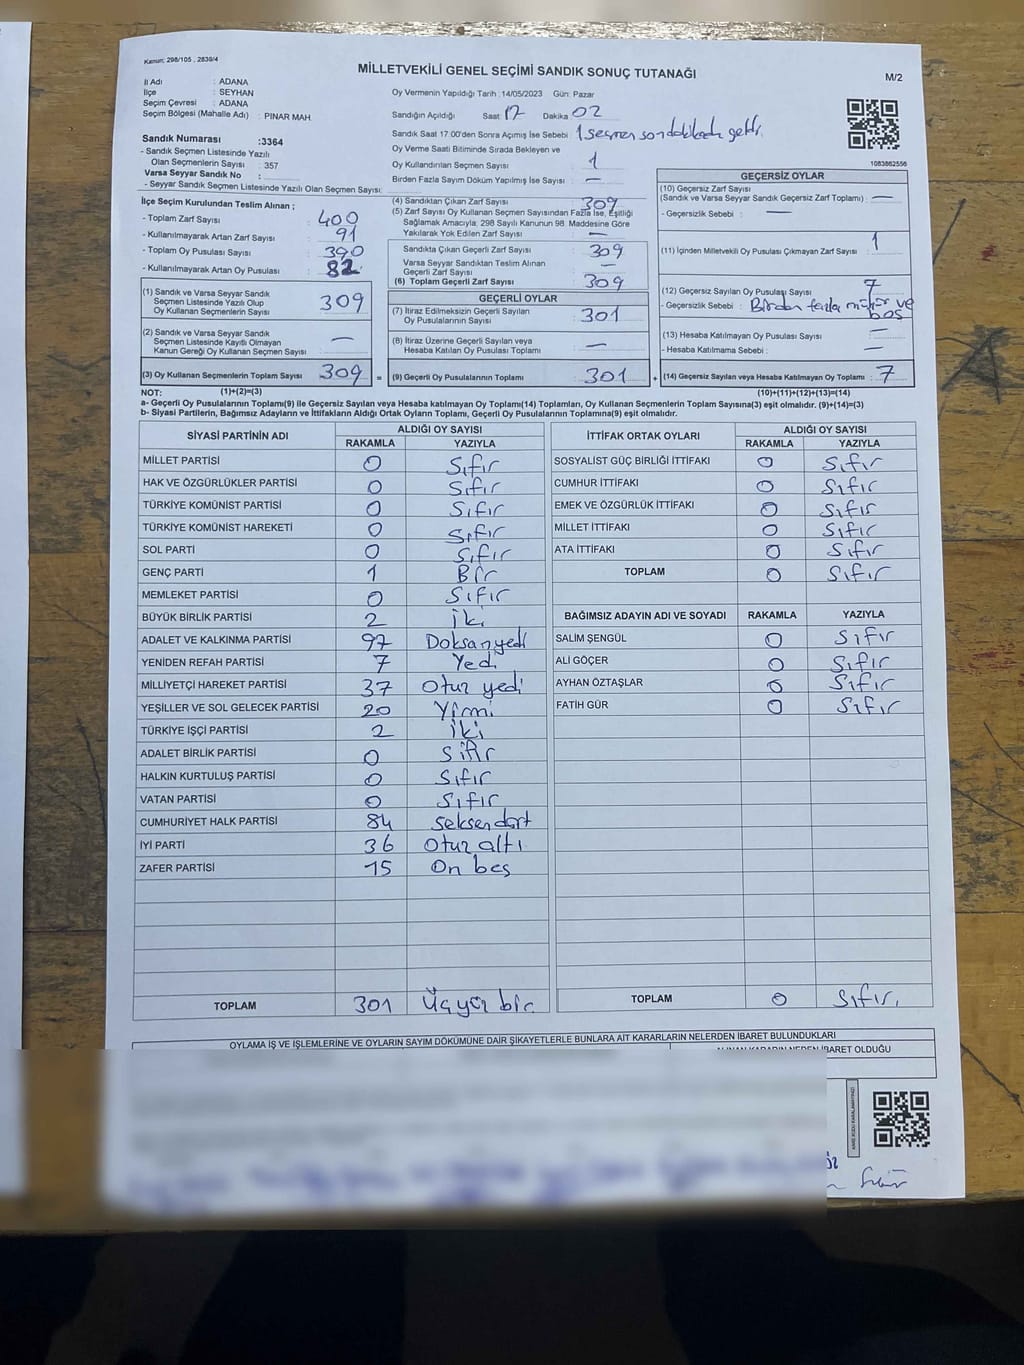 Kanun: 298/105 , 2839/4
MİLLETVEKİLİ GENEL SEÇİMİ SANDIK SONUÇ TUTANAĞI
M/2
İl Adı : ADANA
İlçe : SEYHAN
Seçim Çevresi : ADANA
Seçim Bölgesi (Mahalle Adı) : PINAR MAH.
Oy Vermenin Yapıldığı Tarih : 14/05/2023 Gün: Pazar
Sandığın Açıldığı Saat 17 Dakika 02
Sandık Saat 17.00'den Sonra Açılmış İse Sebebi : 1 seçmen son dakikada geldi.
Oy Verme Saati Bitiminde Sırada Bekleyen ve
Oy Kullandırılan Seçmen Sayısı : 1
Birden Fazla Sayım Döküm Yapılmış İse Sayısı : —
1083862556
Sandık Numarası :3364
- Sandık Seçmen Listesinde Yazılı
Olan Seçmenlerin Sayısı : 357
Varsa Seyyar Sandık No :
- Seyyar Sandık Seçmen Listesinde Yazılı Olan Seçmen Sayısı:
İlçe Seçim Kurulundan Teslim Alınan ;
- Toplam Zarf Sayısı : 400
- Kullanılmayarak Artan Zarf Sayısı : 91
- Toplam Oy Pusulası Sayısı : 390
- Kullanılmayarak Artan Oy Pusulası : 82
(1) Sandık ve Varsa Seyyar Sandık
Seçmen Listesinde Yazılı Olup
Oy Kullanan Seçmenlerin Sayısı : 309
(2) Sandık ve Varsa Seyyar Sandık
Seçmen Listesinde Kayıtlı Olmayan
Kanun Gereği Oy Kullanan Seçmen Sayısı : —
(3) Oy Kullanan Seçmenlerin Toplam Sayısı : 309 =
(4) Sandıktan Çıkan Zarf Sayısı : 309
(5) Zarf Sayısı Oy Kullanan Seçmen Sayısından Fazla İse, Eşitliği
Sağlamak Amacıyla; 298 Sayılı Kanunun 98. Maddesine Göre
Yakılarak Yok Edilen Zarf Sayısı : —
Sandıkta Çıkan Geçerli Zarf Sayısı : 309
Varsa Seyyar Sandıktan Teslim Alınan
Geçerli Zarf Sayısı : —
(6) Toplam Geçerli Zarf Sayısı : 309
GEÇERLİ OYLAR
(7) İtiraz Edilmeksizin Geçerli Sayılan
Oy Pusulalarının Sayısı : 301
(8) İtiraz Üzerine Geçerli Sayılan veya
Hesaba Katılan Oy Pusulası Toplamı : —
(9) Geçerli Oy Pusulalarının Toplamı : 301 +
GEÇERSİZ OYLAR
(10) Geçersiz Zarf Sayısı
(Sandık ve Varsa Seyyar Sandık Geçersiz Zarf Toplamı) : —
- Geçersizlik Sebebi : —
(11) İçinden Milletvekili Oy Pusulası Çıkmayan Zarf Sayısı : 1
(12) Geçersiz Sayılan Oy Pusulası Sayısı : 7
- Geçersizlik Sebebi : Birden fazla mühür ve
boş
(13) Hesaba Katılmayan Oy Pusulası Sayısı : —
- Hesaba Katılmama Sebebi : —
(14) Geçersiz Sayılan veya Hesaba Katılmayan Oy Toplamı : 7
NOT: (1)+(2)=(3) (10)+(11)+(12)+(13)=(14)
a- Geçerli Oy Pusulalarının Toplamı(9) ile Geçersiz Sayılan veya Hesaba katılmayan Oy Toplamı(14) Toplamları, Oy Kullanan Seçmenlerin Toplam Sayısına(3) eşit olmalıdır. (9)+(14)=(3)
b- Siyasi Partilerin, Bağımsız Adayların ve İttifakların Aldığı Ortak Oyların Toplamı, Geçerli Oy Pusulalarının Toplamına(9) eşit olmalıdır.
SİYASİ PARTİNİN ADI ALDIĞI OY SAYISI
RAKAMLA YAZIYLA
MİLLET PARTİSİ 0 Sıfır
HAK VE ÖZGÜRLÜKLER PARTİSİ 0 Sıfır
TÜRKİYE KOMÜNİST PARTİSİ 0 Sıfır
TÜRKİYE KOMÜNİST HAREKETİ 0 Sıfır
SOL PARTİ 0 Sıfır
GENÇ PARTİ 1 Bir
MEMLEKET PARTİSİ 0 Sıfır
BÜYÜK BİRLİK PARTİSİ 2 iki
ADALET VE KALKINMA PARTİSİ 97 Doksanyedi
YENİDEN REFAH PARTİSİ 7 Yedi
MİLLİYETÇİ HAREKET PARTİSİ 37 Otuz yedi
YEŞİLLER VE SOL GELECEK PARTİSİ 20 Yirmi
TÜRKİYE İŞÇİ PARTİSİ 2 iki
ADALET BİRLİK PARTİSİ 0 Sıfır
HALKIN KURTULUŞ PARTİSİ 0 Sıfır
VATAN PARTİSİ 0 Sıfır
CUMHURİYET HALK PARTİSİ 84 Seksendört
İYİ PARTİ 36 Otuz altı
ZAFER PARTİSİ 15 On beş
TOPLAM 301 Üçyüz bir.
İTTİFAK ORTAK OYLARI ALDIĞI OY SAYISI
RAKAMLA YAZIYLA
SOSYALİST GÜÇ BİRLİĞİ İTTİFAKI 0 Sıfır
CUMHUR İTTİFAKI 0 Sıfır
EMEK VE ÖZGÜRLÜK İTTİFAKI 0 Sıfır
MİLLET İTTİFAKI 0 Sıfır
ATA İTTİFAKI 0 Sıfır
TOPLAM 0 Sıfır
BAĞIMSIZ ADAYIN ADI VE SOYADI RAKAMLA YAZIYLA
SALİM ŞENGÜL 0 Sıfır
ALİ GÖÇER 0 Sıfır
AYHAN ÖZTAŞLAR 0 Sıfır
FATİH GÜR 0 Sıfır
TOPLAM 0 Sıfır.
OYLAMA İŞ VE İŞLEMLERİNE VE OYLARIN SAYIM DÖKÜMÜNE DAİR ŞİKAYETLERLE BUNLARA AİT KARARLARIN NELERDEN İBARET BULUNDUKLARI
ALINAN KARARIN NEDEN İBARET OLDUĞU